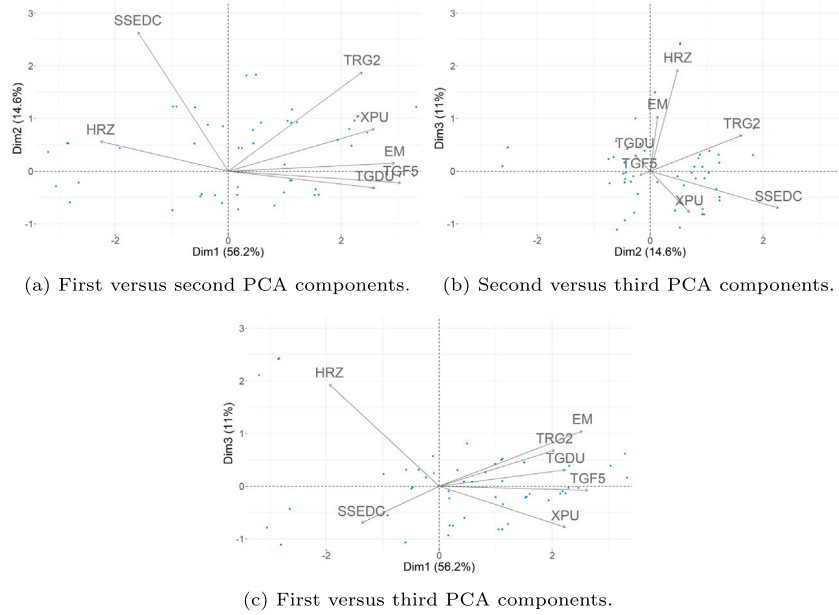 3
2
1
0
-1
Dim2 (14.6%)
SSEDC
TRG2
XPU
HRZ
EM
TGF5
TGDU
-2
0
2
Dim1 (56.2%)
3
2
1
0
-1
Dim3 (11%)
HRZ
EM
TRG2
TGDU
TGF5
SSEDC
XPU
-2
0
2
Dim2 (14.6%)
(a) First versus second PCA components.
(b) Second versus third PCA components.
3
2
1
0
-1
Dim3 (11%)
HRZ
EM
TRG2
TGDU
TGF5
SSEDC
XPU
-2
0
2
Dim1 (56.2%)
(c) First versus third PCA components.